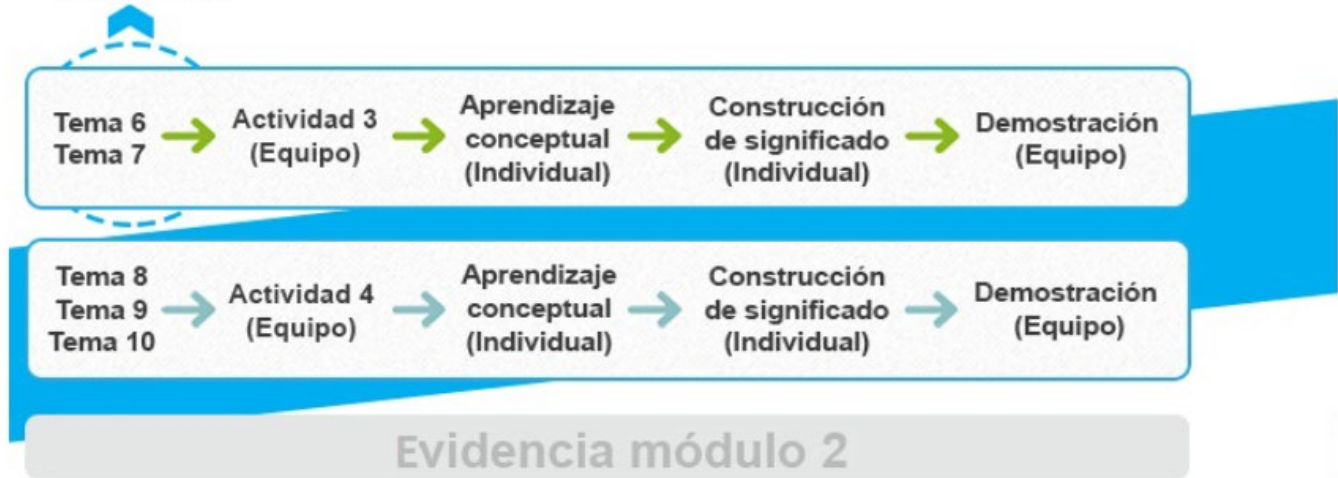 Tema 6
Tema 7
Actividad 3
(Equipo)
Aprendizaje
conceptual
(Individual)
Construcción
de significado
(Individual)
Demostración
(Equipo)
Tema 8
Tema 9
Tema 10
Actividad 4
(Equipo)
Aprendizaje
conceptual
(Individual)
Construcción
de significado
(Individual)
Demostración
(Equipo)
Evidencia módulo 2